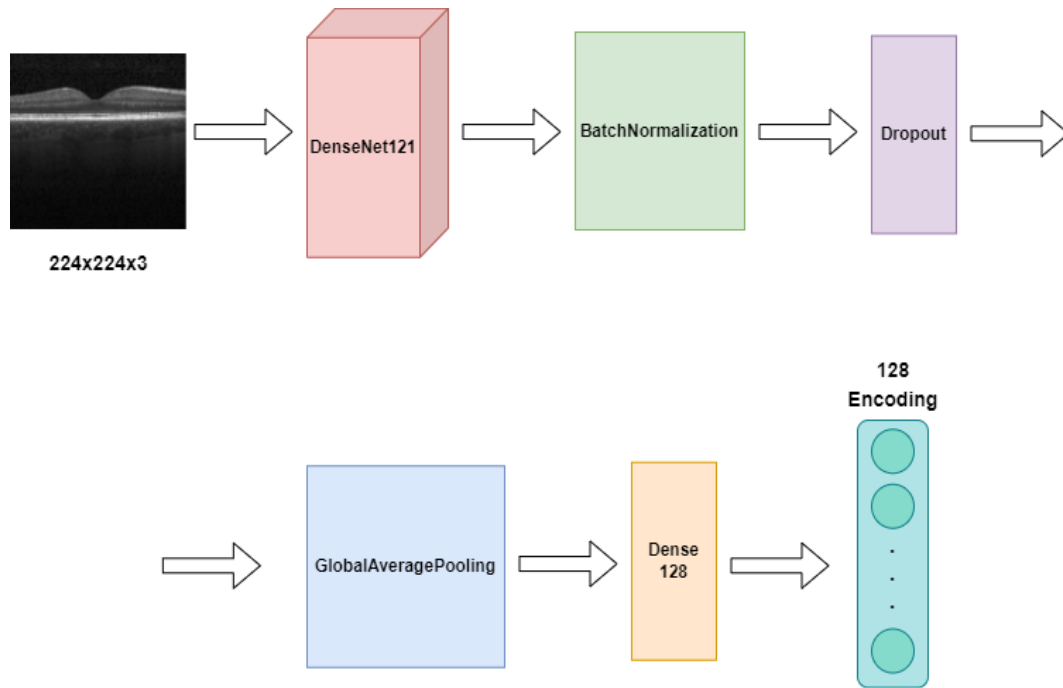 224x224x3
DenseNet121
BatchNormalization
Dropout
GlobalAveragePooling
Dense
128
128
Encoding